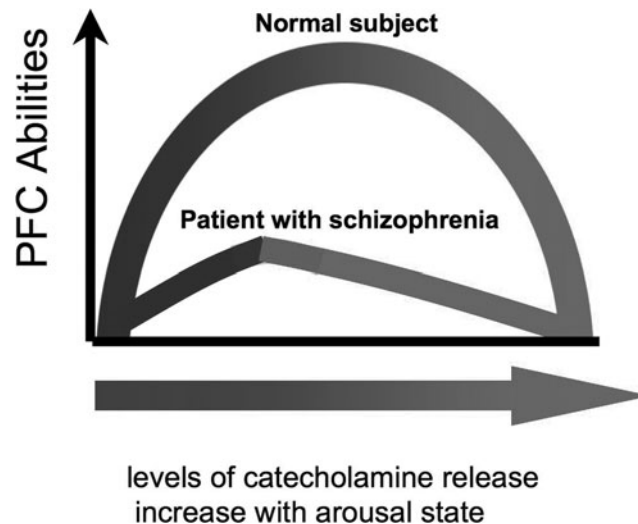 Normal subject
PFC Abilities
Patient with schizophrenia
levels of catecholamine release
increase with arousal state